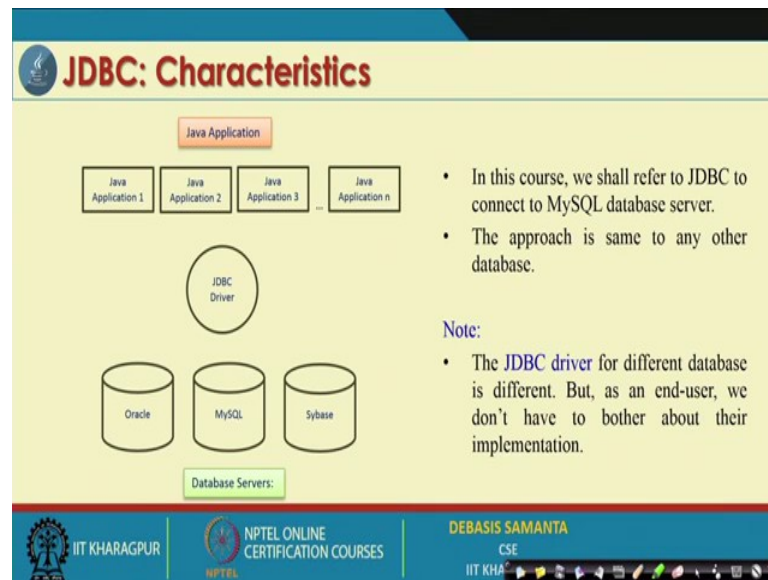 JDBC: Characteristics
Java Application
Java
Application 1
Java
Application 2
Java
Application 3
...
Java
Application n
JDBC
Driver
Oracle
MySQL
Sybase
Database Servers:
• In this course, we shall refer to JDBC to
connect to MySQL database server.
• The approach is same to any other
database.
Note:
• The JDBC driver for different database
is different. But, as an end-user, we
don't have to bother about their
implementation.
IIT KHARAGPUR
NPTEL
NPTEL ONLINE
CERTIFICATION COURSES
DEBASIS SAMANTA
CSE
IIT KHA